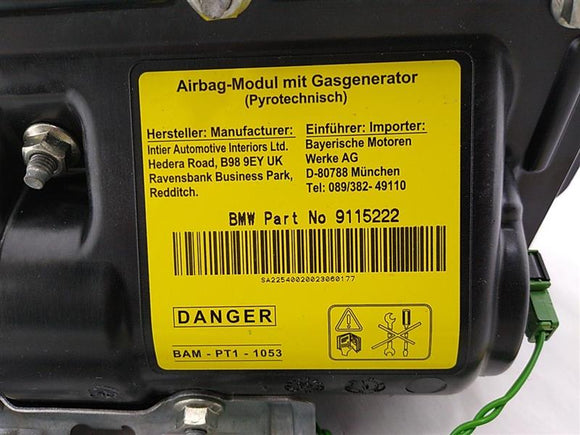 Airbag-Modul mit Gasgenerator
(Pyrotechnisch)
Hersteller: Manufacturer:
Intier Automotive Interiors Ltd.
Hedera Road, B98 9EY UK
Ravensbank Business Park,
Redditch.
Einführer: Importer:
Bayerische Motoren
Werke AG
D-80788 München
Tel: 089/382- 49110
BMW Part No 9115222
SA22540020023060177
DANGER
BAM - PT1 - 1053